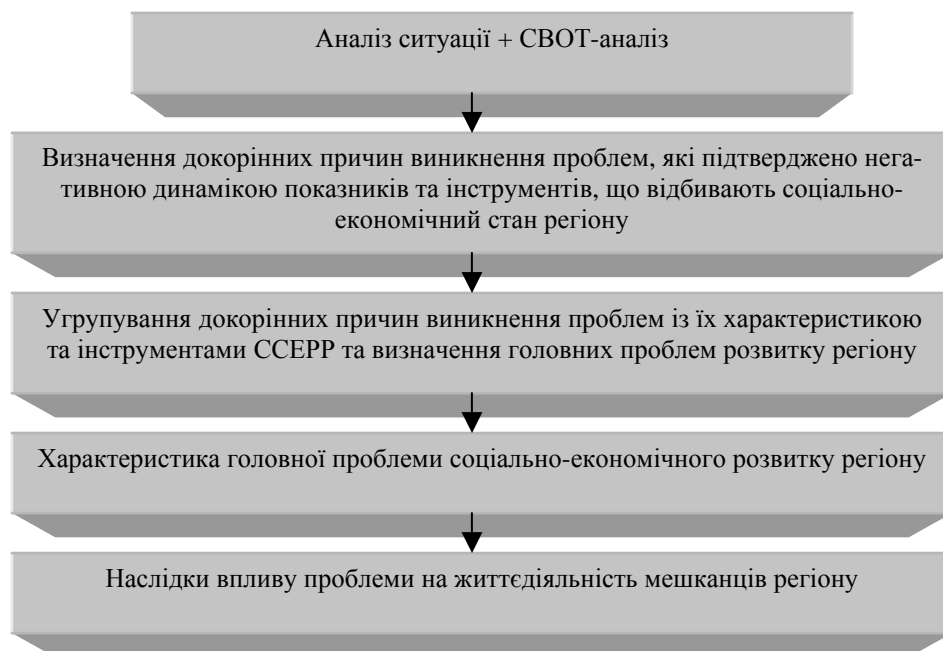 Аналіз ситуації + СВОТ-аналіз
Визначення докорінних причин виникнення проблем, які підтверджено нега-
тивною динамікою показників та інструментів, що відбивають соціально-
економічний стан регіону
Угрупування докорінних причин виникнення проблем із їх характеристикою
та інструментами ССЕРР та визначення головних проблем розвитку регіону
Характеристика головної проблеми соціально-економічного розвитку регіону
Наслідки впливу проблеми на життєдіяльність мешканців регіону